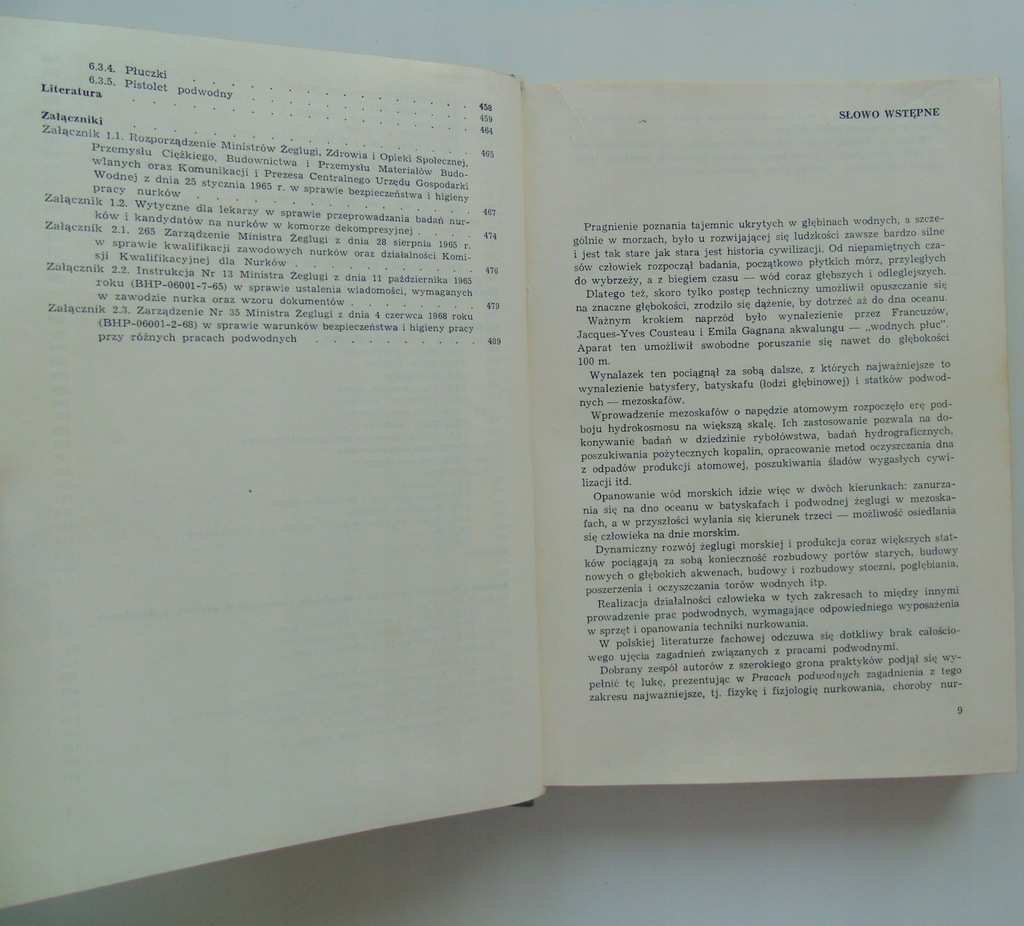 6.3.4. Płuczki . . . . . . . . . . . . . . . 458
6.3.5. Pistolet podwodny . . . . . . . . . . . . 459
Literatura . . . . . . . . . . . . . . . . . 464
Załączniki . . . . . . . . . . . . . . . . . 465
Załącznik 1.1. Rozporządzenie Ministrów Żeglugi, Zdrowia i Opieki Społecznej,
Przemysłu Ciężkiego, Budownictwa i Przemysłu Materiałów Budo-
wlanych oraz Komunikacji i Prezesa Centralnego Urzędu Gospodarki
Wodnej z dnia 25 stycznia 1965 r. w sprawie bezpieczeństwa i higieny
pracy nurków . . . . . . . . . . . . . . . 467
Załącznik 1.2. Wytyczne dla lekarzy w sprawie przeprowadzania badań nur-
ków i kandydatów na nurków w komorze dekompresyjnej . . . . 474
Załącznik 2.1. 265 Zarządzenie Ministra Żeglugi z dnia 28 sierpnia 1965 r.
w sprawie kwalifikacji zawodowych nurków oraz działalności Komi-
sji Kwalifikacyjnej dla Nurków . . . . . . . . . . 476
Załącznik 2.2. Instrukcja Nr 13 Ministra Żeglugi z dnia 11 października 1965
roku (BHP-06001-7-65) w sprawie ustalenia wiadomości, wymaganych
w zawodzie nurka oraz wzoru dokumentów . . . . . . . 479
Załącznik 2.3. Zarządzenie Nr 35 Ministra Żeglugi z dnia 4 czerwca 1968 roku
(BHP-06001-2-68) w sprawie warunków bezpieczeństwa i higieny pracy
przy różnych pracach podwodnych . . . . . . . . . 489
SŁOWO WSTĘPNE
Pragnienie poznania tajemnic ukrytych w głębinach wodnych, a szcze-
gólnie w morzach, było u rozwijającej się ludzkości zawsze bardzo silne
i jest tak stare jak stara jest historia cywilizacji. Od niepamiętnych cza-
sów człowiek rozpoczął badania, początkowo płytkich mórz, przyległych
do wybrzeży, a z biegiem czasu — wód coraz głębszych i odleglejszych.
Dlatego też, skoro tylko postęp techniczny umożliwił opuszczanie się
na znaczne głębokości, zrodziło się dążenie, by dotrzeć aż do dna oceanu.
Ważnym krokiem naprzód było wynalezienie przez Francuzów,
Jacques-Yves Cousteau i Emila Gagnana akwalungu — „wodnych płuc”.
Aparat ten umożliwił swobodne poruszanie się nawet do głębokości
100 m.
Wynalazek ten pociągnął za sobą dalsze, z których najważniejsze to
wynalezienie batysfery, batyskafu (łodzi głębinowej) i statków podwod-
nych — mezoskafów.
Wprowadzenie mezoskafów o napędzie atomowym rozpoczęło erę pod-
boju hydrokosmosu na większą skalę. Ich zastosowanie pozwala na do-
konywanie badań w dziedzinie rybołówstwa, badań hydrograficznych,
poszukiwania pożytecznych kopalin, opracowanie metod oczyszczania dna
z odpadów produkcji atomowej, poszukiwania śladów wygasłych cywi-
lizacji itd.
Opanowanie wód morskich idzie więc w dwóch kierunkach: zanurza-
nia się na dno oceanu w batyskafach i podwodnej żeglugi w mezoska-
fach, a w przyszłości wyłania się kierunek trzeci — możliwość osiedlania
się człowieka na dnie morskim.
Dynamiczny rozwój żeglugi morskiej i produkcja coraz większych stat-
ków pociągają za sobą konieczność rozbudowy portów starych, budowy
nowych o głębokich akwenach, budowy i rozbudowy stoczni, pogłębiania,
poszerzenia i oczyszczania torów wodnych itp.
Realizacja działalności człowieka w tych zakresach to między innymi
prowadzenie prac podwodnych, wymagające odpowiedniego wyposażenia
w sprzęt i opanowania techniki nurkowania.
W polskiej literaturze fachowej odczuwa się dotkliwy brak całościo-
wego ujęcia zagadnień związanych z pracami podwodnymi.
Dobrany zespół autorów z szerokiego grona praktyków podjął się wy-
pełnić tę lukę, prezentując w Pracach podwodnych zagadnienia z tego
zakresu najważniejsze, tj. fizykę i fizjologię nurkowania, choroby nur-
9